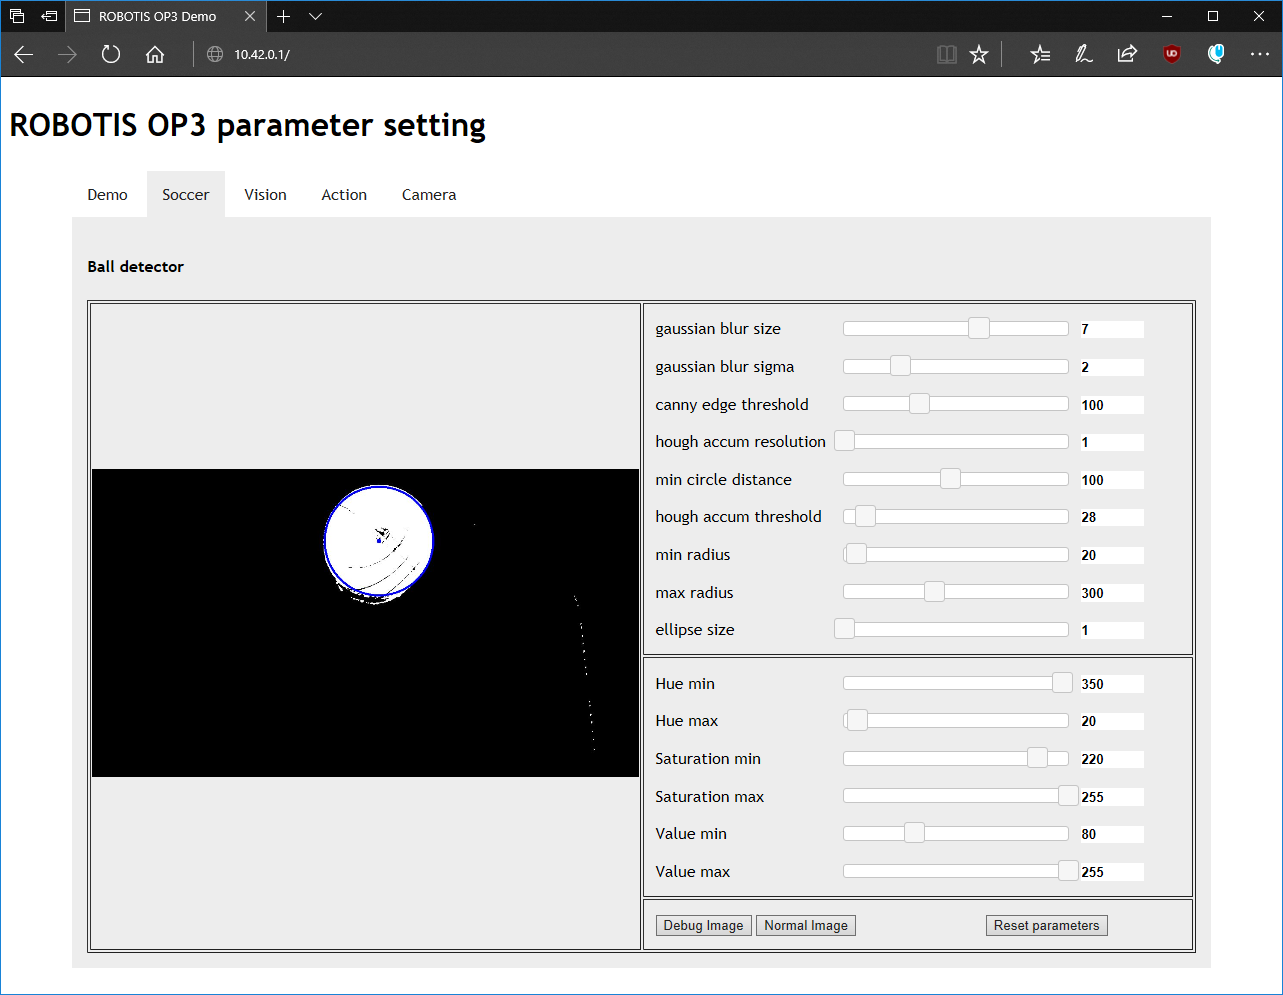 ROBOTIS OP3 Demo
10.42.0.1/
ROBOTIS OP3 parameter setting
Demo Soccer Vision Action Camera
Ball detector
gaussian blur size 7
gaussian blur sigma 2
canny edge threshold 100
hough accum resolution 1
min circle distance 100
hough accum threshold 28
min radius 20
max radius 300
ellipse size 1
Hue min 350
Hue max 20
Saturation min 220
Saturation max 255
Value min 80
Value max 255
Debug Image Normal Image Reset parameters